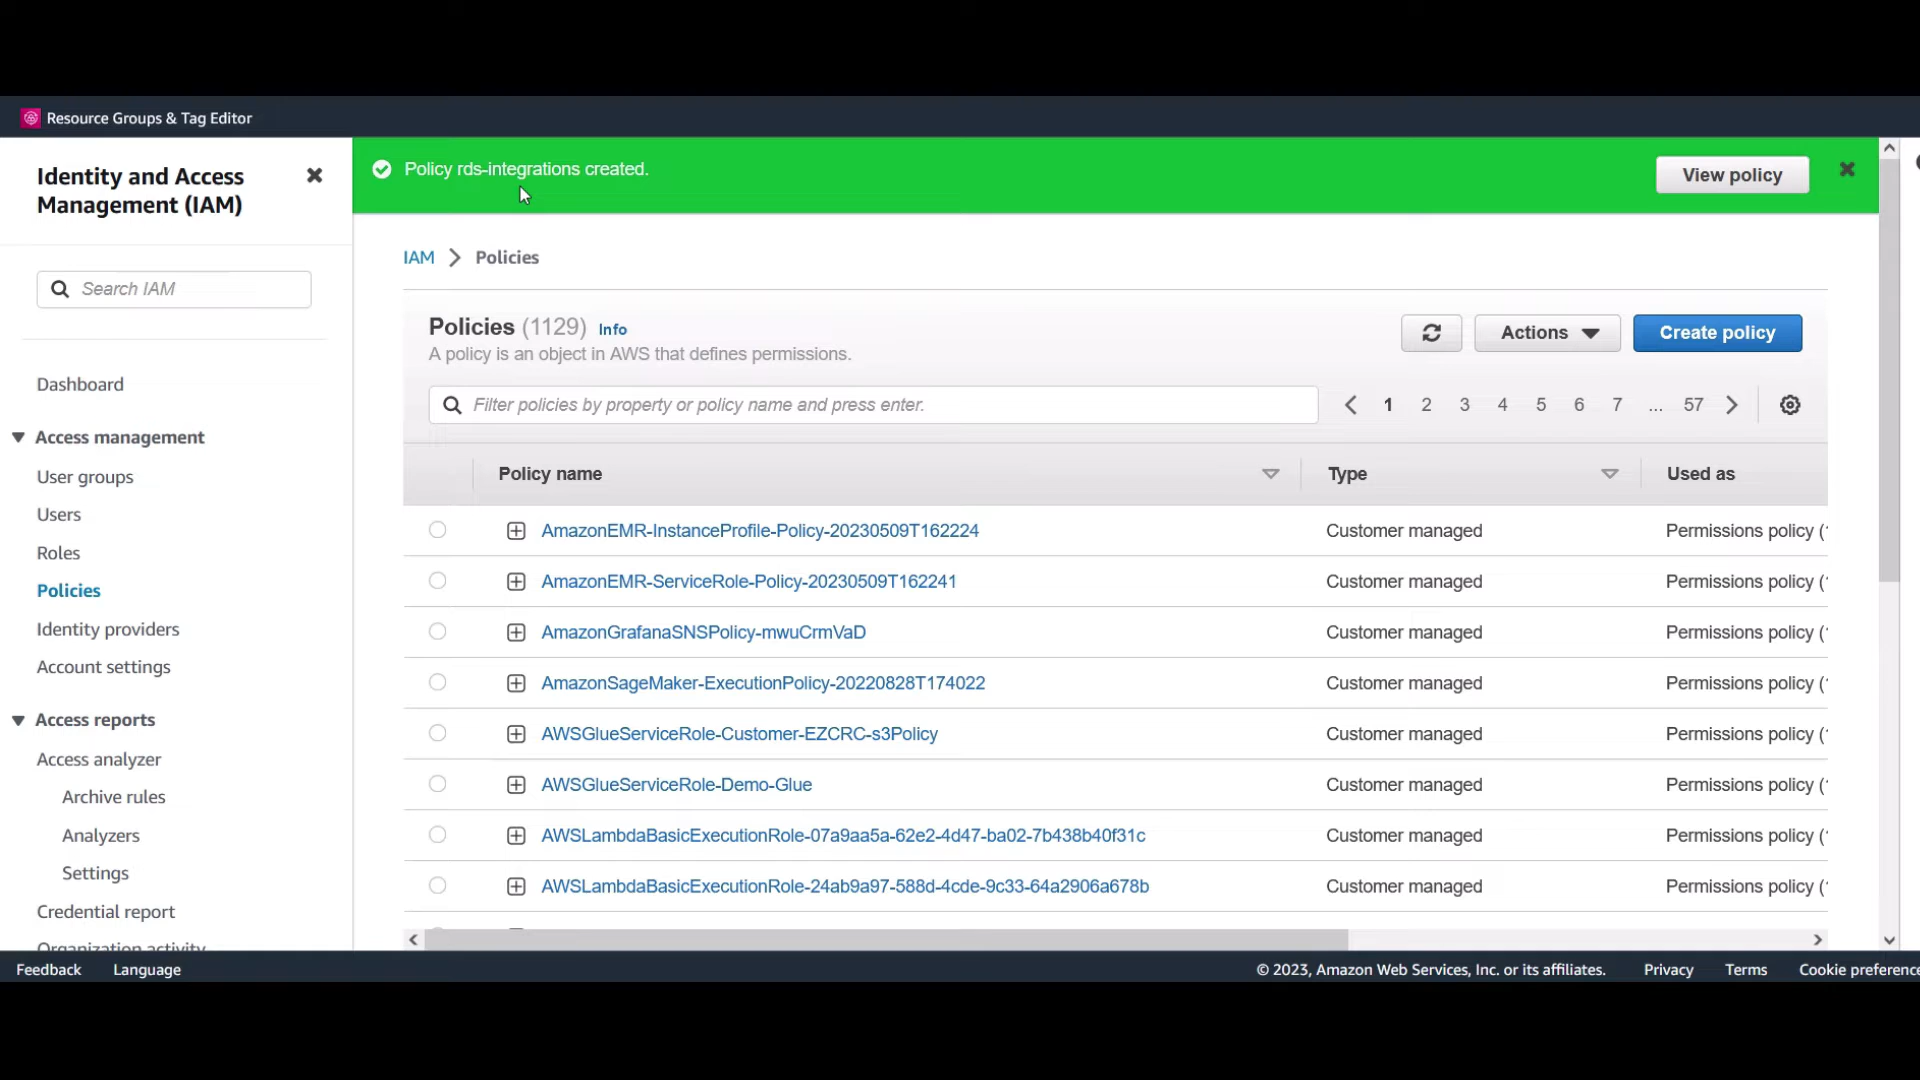 Resource Groups & Tag Editor
Identity and Access
Management (IAM)
Search IAM
Dashboard
Access management
User groups
Users
Roles
Policies
Identity providers
Account settings
Access reports
Access analyzer
Archive rules
Analyzers
Settings
Credential report
Organization activity
Policy rds-integrations created.
View policy
IAM > Policies
Policies (1129) Info
A policy is an object in AWS that defines permissions.
Actions
Create policy
Filter policies by property or policy name and press enter.
1 2 3 4 5 6 7 ... 57
Policy name Type Used as
AmazonEMR-InstanceProfile-Policy-20230509T162224 Customer managed Permissions policy (
AmazonEMR-ServiceRole-Policy-20230509T162241 Customer managed Permissions policy (
AmazonGrafanaSNSPolicy-mwuCrmVaD Customer managed Permissions policy (
AmazonSageMaker-ExecutionPolicy-20220828T174022 Customer managed Permissions policy (
AWSGlueServiceRole-Customer-EZCRC-s3Policy Customer managed Permissions policy (
AWSGlueServiceRole-Demo-Glue Customer managed Permissions policy (
AWSLambdaBasicExecutionRole-07a9aa5a-62e2-4d47-ba02-7b438b40f31c Customer managed Permissions policy (
AWSLambdaBasicExecutionRole-24ab9a97-588d-4cde-9c33-64a2906a678b Customer managed Permissions policy (
Feedback Language © 2023, Amazon Web Services, Inc. or its affiliates. Privacy Terms Cookie preference